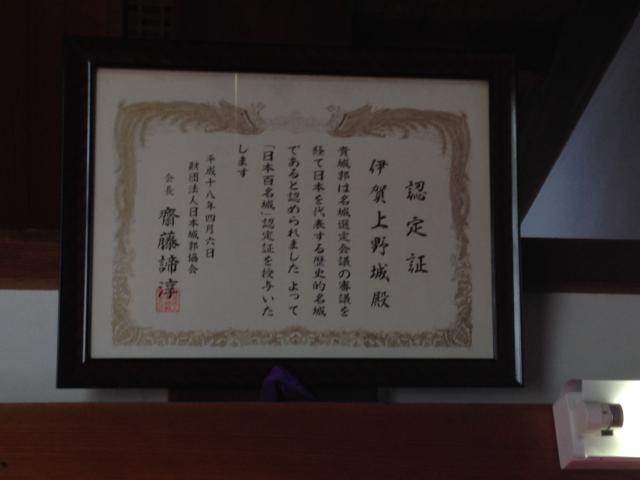 認定証
伊賀上野城殿
貴城郭は名城選定会議の審議を
経て日本を代表する歴史的名城
であると認められました よって
「日本百名城」認定証を授与いた
します
平成十八年四月六日
財団法人日本城郭協会
会長 齋藤諦淳